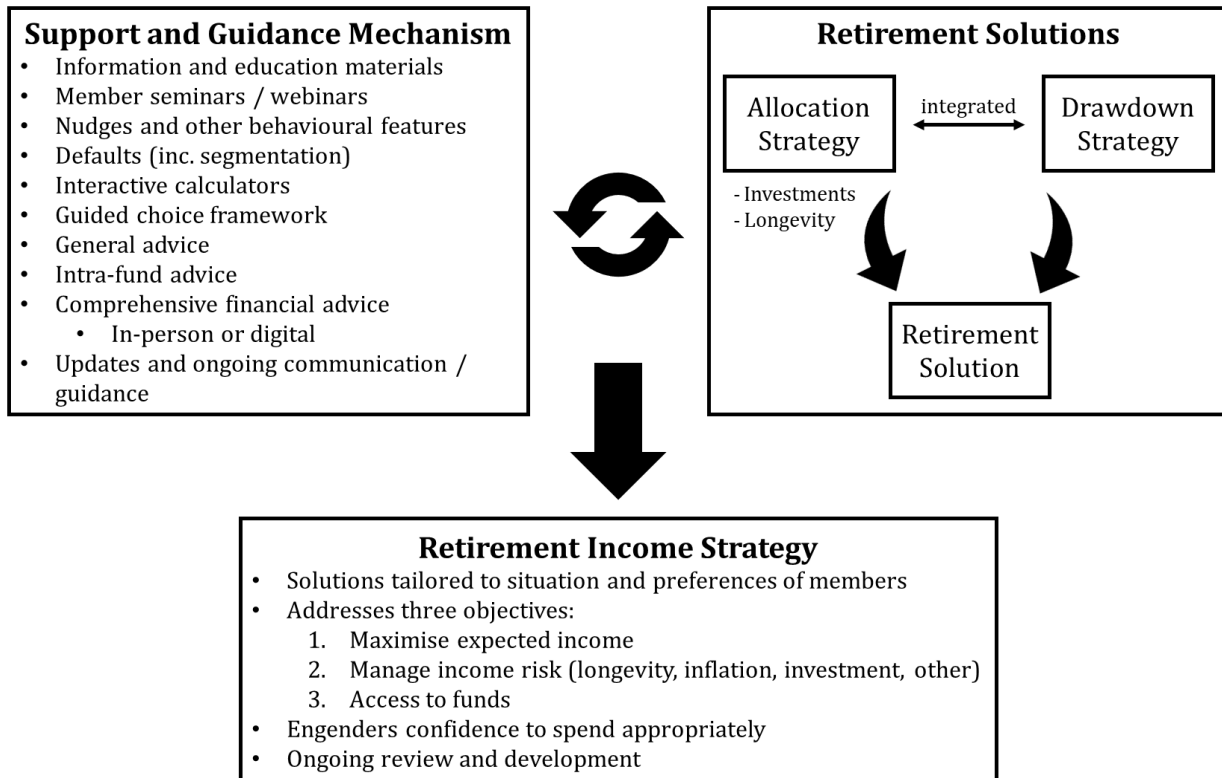 Support and Guidance Mechanism
• Information and education materials
• Member seminars / webinars
• Nudges and other behavioural features
• Defaults (inc. segmentation)
• Interactive calculators
• Guided choice framework
• General advice
• Intra-fund advice
• Comprehensive financial advice
• In-person or digital
• Updates and ongoing communication /
guidance
Retirement Solutions
Allocation
Strategy
integrated
Drawdown
Strategy
- Investments
- Longevity
Retirement
Solution
Retirement Income Strategy
• Solutions tailored to situation and preferences of members
• Addresses three objectives:
1. Maximise expected income
2. Manage income risk (longevity, inflation, investment, other)
3. Access to funds
• Engenders confidence to spend appropriately
• Ongoing review and development